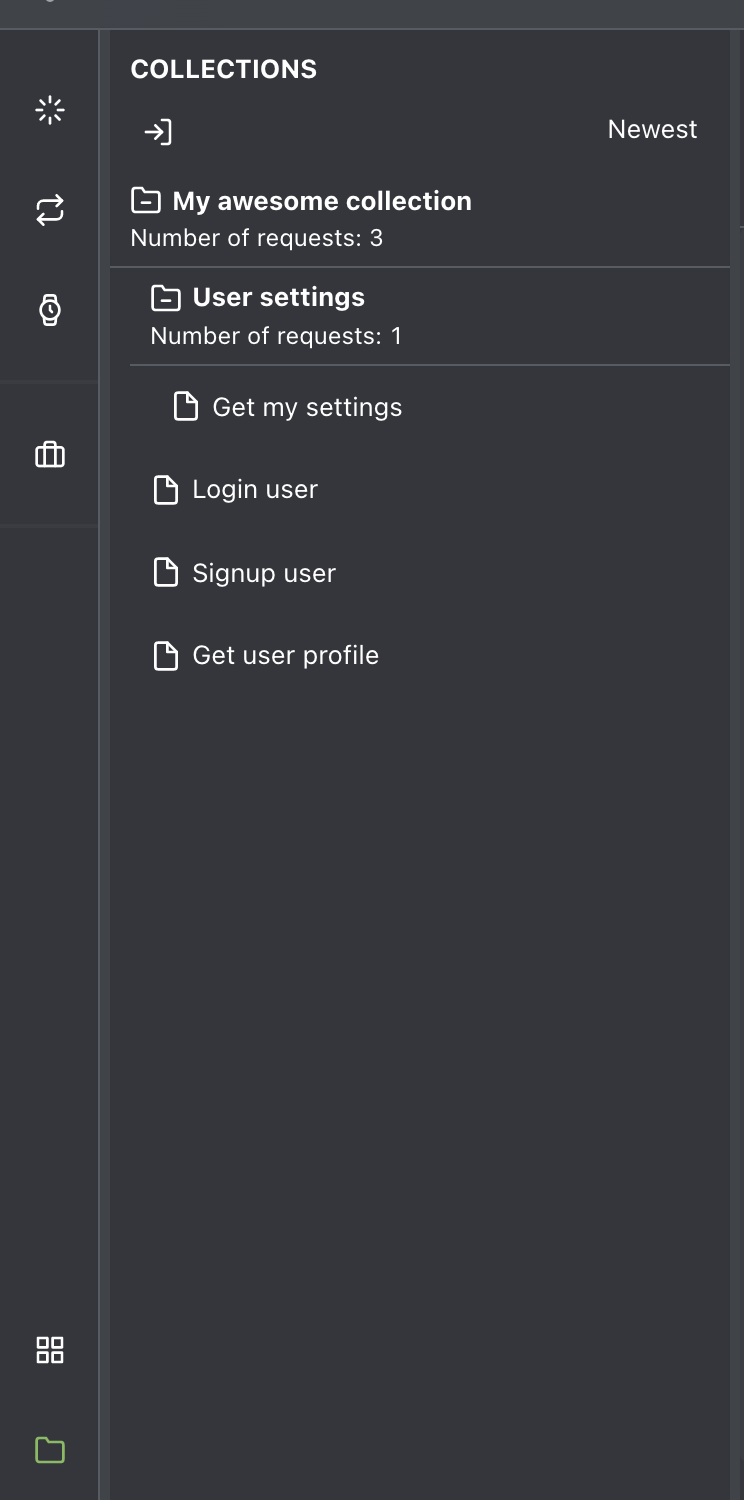 COLLECTIONS
Newest
My awesome collection
Number of requests: 3
User settings
Number of requests: 1
Get my settings
Login user
Signup user
Get user profile